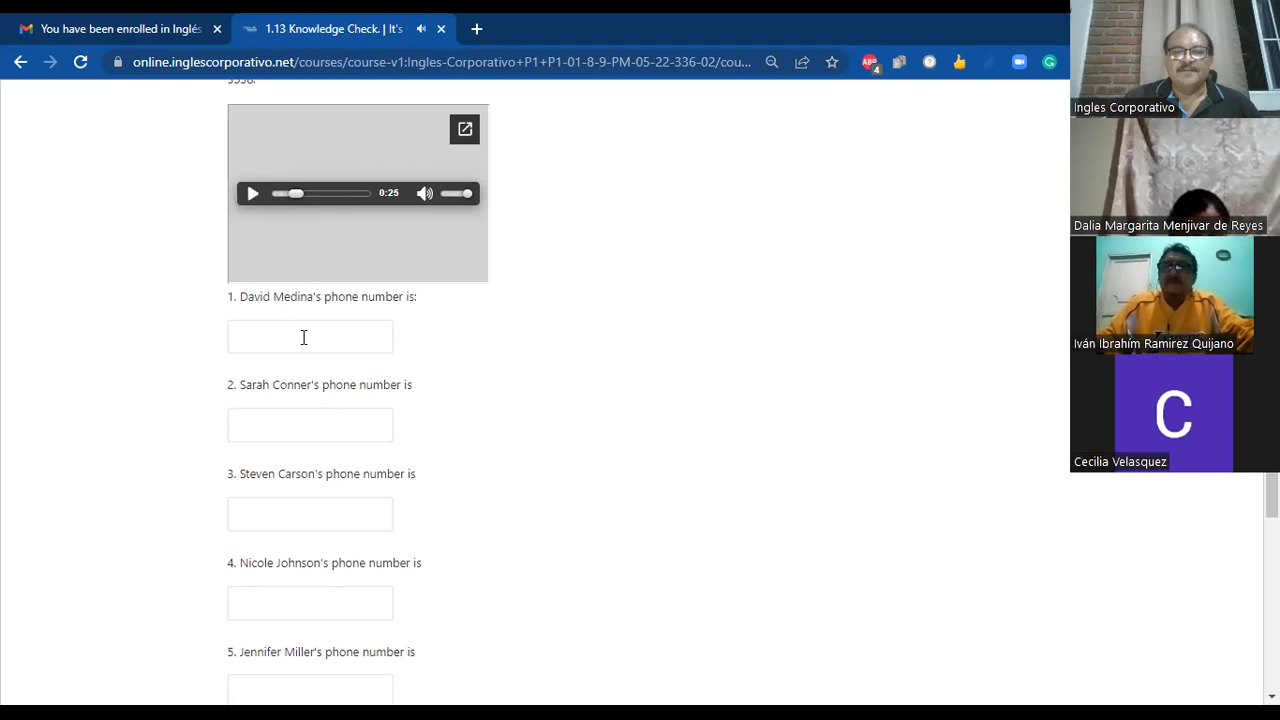 You have been enrolled in Inglés
1.13 Knowledge Check. | It's
online.inglescorporativo.net/courses/course-v1:Ingles-Corporativo+P1+P1-01-8-9-PM-05-22-336-02/cou...
ABP
4
0:25
1. David Medina's phone number is:
2. Sarah Conner's phone number is
3. Steven Carson's phone number is
4. Nicole Johnson's phone number is
5. Jennifer Miller's phone number is
Ingles Corporativo
Dalia Margarita Menjivar de Reyes
Iván Ibrahím Ramirez Quijano
C
Cecilia Velasquez